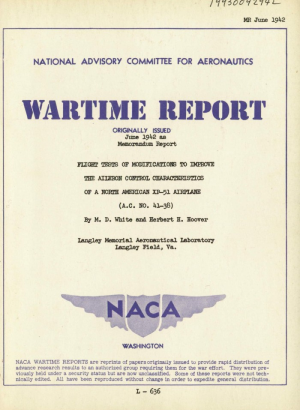 MR June 1942
NATIONAL ADVISORY COMMITTEE FOR AERONAUTICS
WARTIME REPORT
ORIGINALLY ISSUED
June 1942 as
Memorandum Report
FLIGHT TESTS OF MODIFICATIONS TO IMPROVE
THE AILERON CONTROL CHARACTERISTICS
OF A NORTH AMERICAN XP-51 AIRPLANE
(A.C. NO. 41-38)
By M. D. White and Herbert H. Hoover
Langley Memorial Aeronautical Laboratory
Langley Field, Va.
NACA
WASHINGTON
NACA WARTIME REPORTS are reprints of papers originally issued to provide rapid distribution of
advance research results to an authorized group requiring them for the war effort. They were pre-
viously held under a security status but are now unclassified. Some of these reports were not tech-
nically edited. All have been reproduced without change in order to expedite general distribution.
L - 636